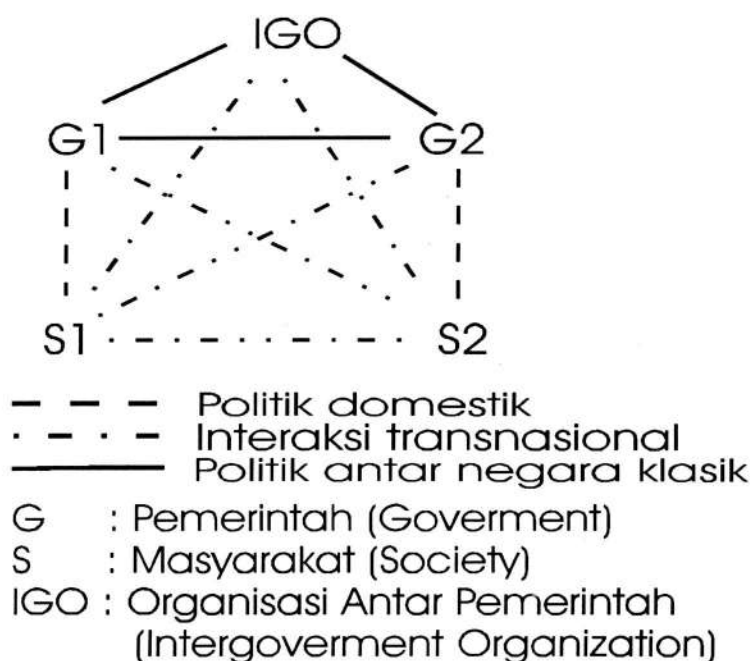 IGO
G1 G2
S1 S2
Politik domestik
Interaksi transnasional
Politik antar negara klasik
G : Pemerintah (Goverment)
S : Masyarakat (Society)
IGO : Organisasi Antar Pemerintah
(Intergoverment Organization)